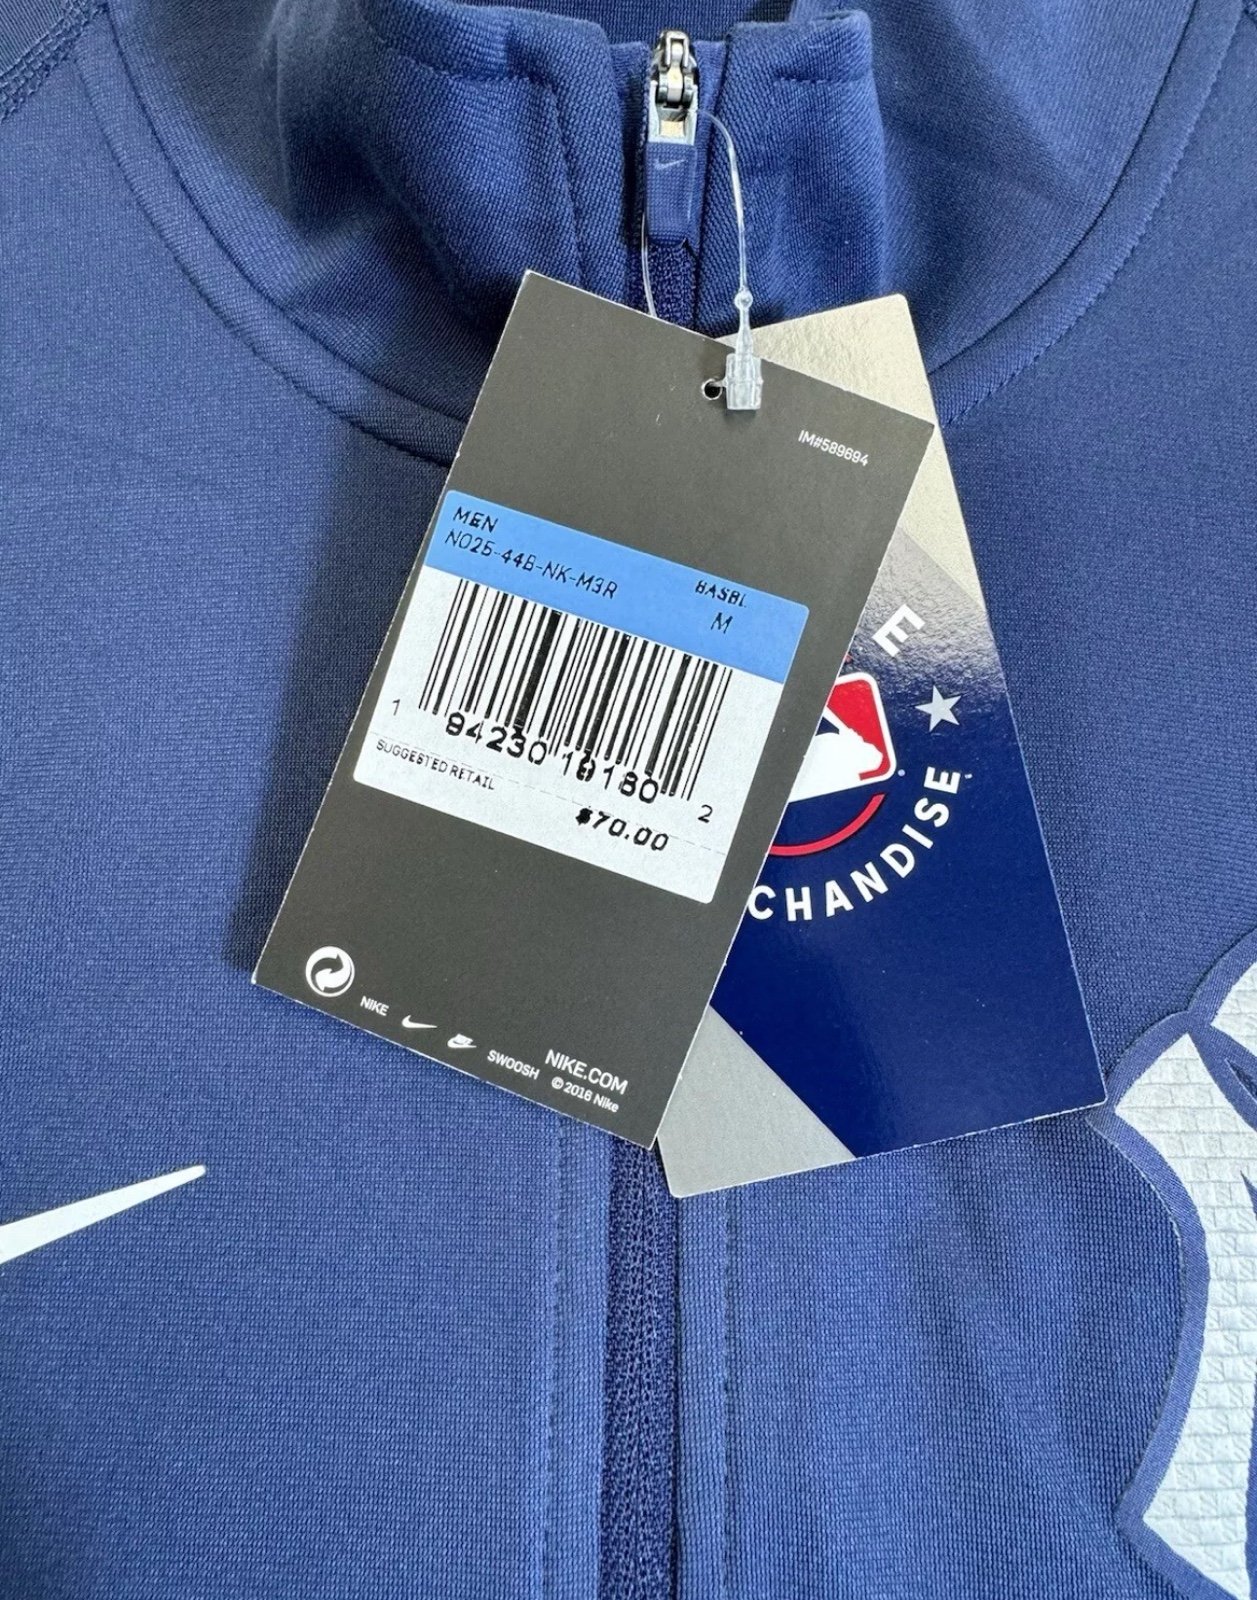 IM#589694
MEN
N025-44B-NK-M3R
BASBL
M
1 94230 19180 2
SUGGESTED RETAIL
$70.00
NIKE
SWOOSH
NIKE.COM
© 2016 Nike
E
CHANDISE